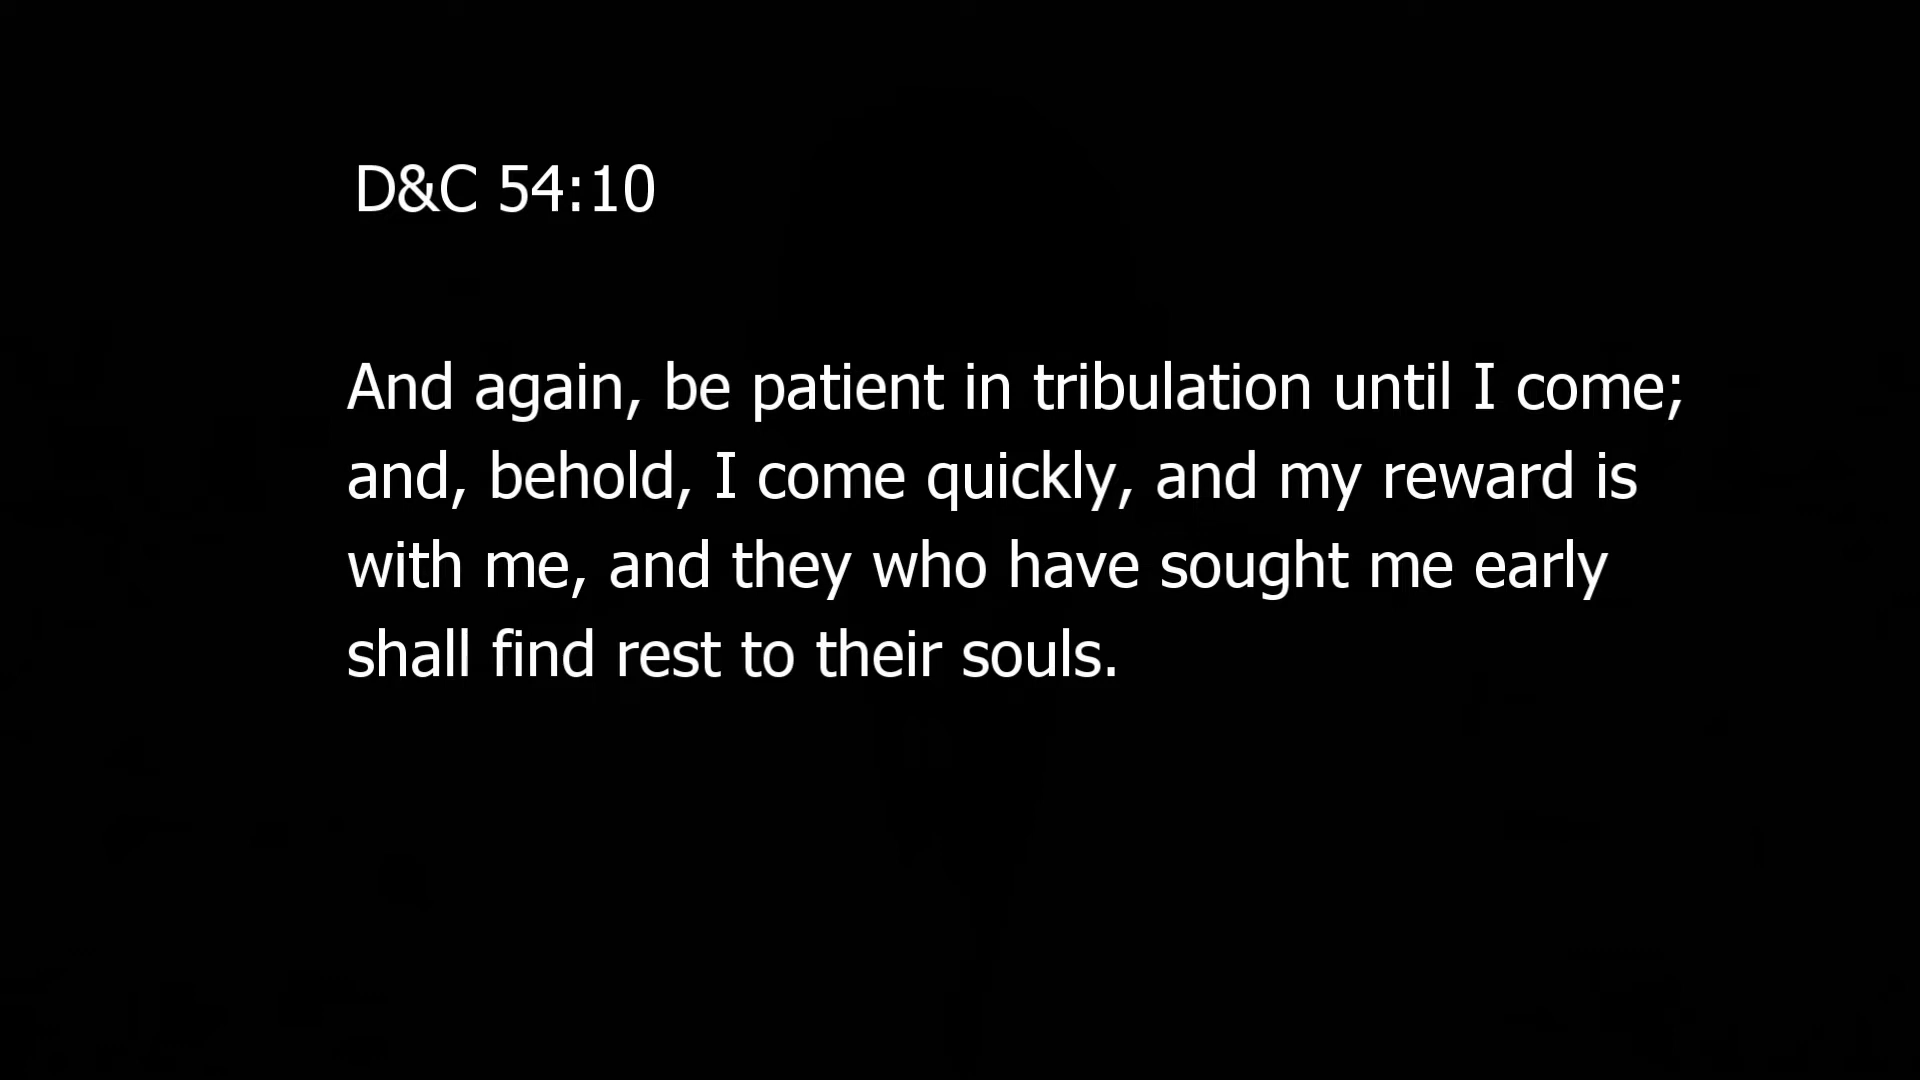 D&C 54:10
And again, be patient in tribulation until I come;
and, behold, I come quickly, and my reward is
with me, and they who have sought me early
shall find rest to their souls.